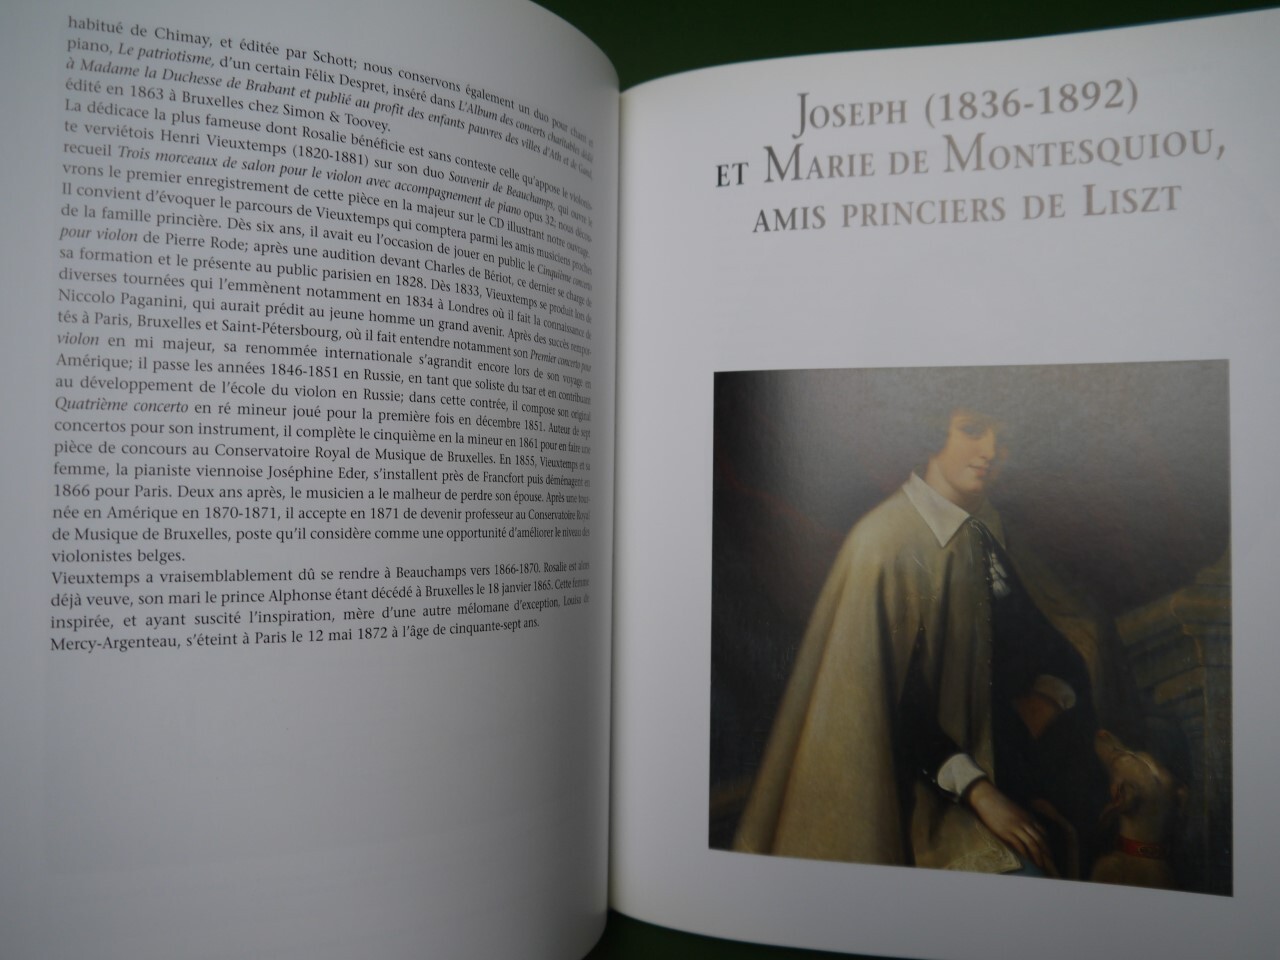 habitué de Chimay, et éditée par Schott; nous conservons également un duo pour chant et
piano, Le patriotisme, d'un certain Félix Despret, inséré dans L'Album des concerts charitables dédié
à Madame la Duchesse de Brabant et publié au profit des enfants pauvres des villes d'Ath et de Gand,
édité en 1863 à Bruxelles chez Simon & Toovey.
La dédicace la plus fameuse dont Rosalie bénéficie est sans conteste celle qu'appose le violonis-
te verviétois Henri Vieuxtemps (1820-1881) sur son duo Souvenir de Beauchamps, qui ouvre le
recueil Trois morceaux de salon pour le violon avec accompagnement de piano opus 32; nous décou-
vrons le premier enregistrement de cette pièce en la majeur sur le CD illustrant notre ouvrage.
Il convient d'évoquer le parcours de Vieuxtemps qui comptera parmi les amis musiciens proches
de la famille princière. Dès six ans, il avait eu l'occasion de jouer en public le Cinquième concerto
pour violon de Pierre Rode; après une audition devant Charles de Bériot, ce dernier se charge de
sa formation et le présente au public parisien en 1828. Dès 1833, Vieuxtemps se produit lors de
diverses tournées qui l'emmènent notamment en 1834 à Londres où il fait la connaissance de
Niccolo Paganini, qui aurait prédit au jeune homme un grand avenir. Après des succès rempor-
tés à Paris, Bruxelles et Saint-Pétersbourg, où il fait entendre notamment son Premier concerto pour
violon en mi majeur, sa renommée internationale s'agrandit encore lors de son voyage en
Amérique; il passe les années 1846-1851 en Russie, en tant que soliste du tsar et en contribuant
au développement de l'école du violon en Russie; dans cette contrée, il compose son original
Quatrième concerto en ré mineur joué pour la première fois en décembre 1851. Auteur de sept
concertos pour son instrument, il complète le cinquième en la mineur en 1861 pour en faire une
pièce de concours au Conservatoire Royal de Musique de Bruxelles. En 1855, Vieuxtemps et sa
femme, la pianiste viennoise Joséphine Eder, s'installent près de Francfort puis déménagent en
1866 pour Paris. Deux ans après, le musicien a le malheur de perdre son épouse. Après une tour-
née en Amérique en 1870-1871, il accepte en 1871 de devenir professeur au Conservatoire Royal
de Musique de Bruxelles, poste qu'il considère comme une opportunité d'améliorer le niveau des
violonistes belges.
Vieuxtemps a vraisemblablement dû se rendre à Beauchamps vers 1866-1870. Rosalie est alors
déjà veuve, son mari le prince Alphonse étant décédé à Bruxelles le 18 janvier 1865. Cette femme
inspirée, et ayant suscité l'inspiration, mère d'une autre mélomane d'exception, Louisa de
Mercy-Argenteau, s'éteint à Paris le 12 mai 1872 à l'âge de cinquante-sept ans.
JOSEPH (1836-1892)
ET MARIE DE MONTESQUIOU,
AMIS PRINCIERS DE LISZT